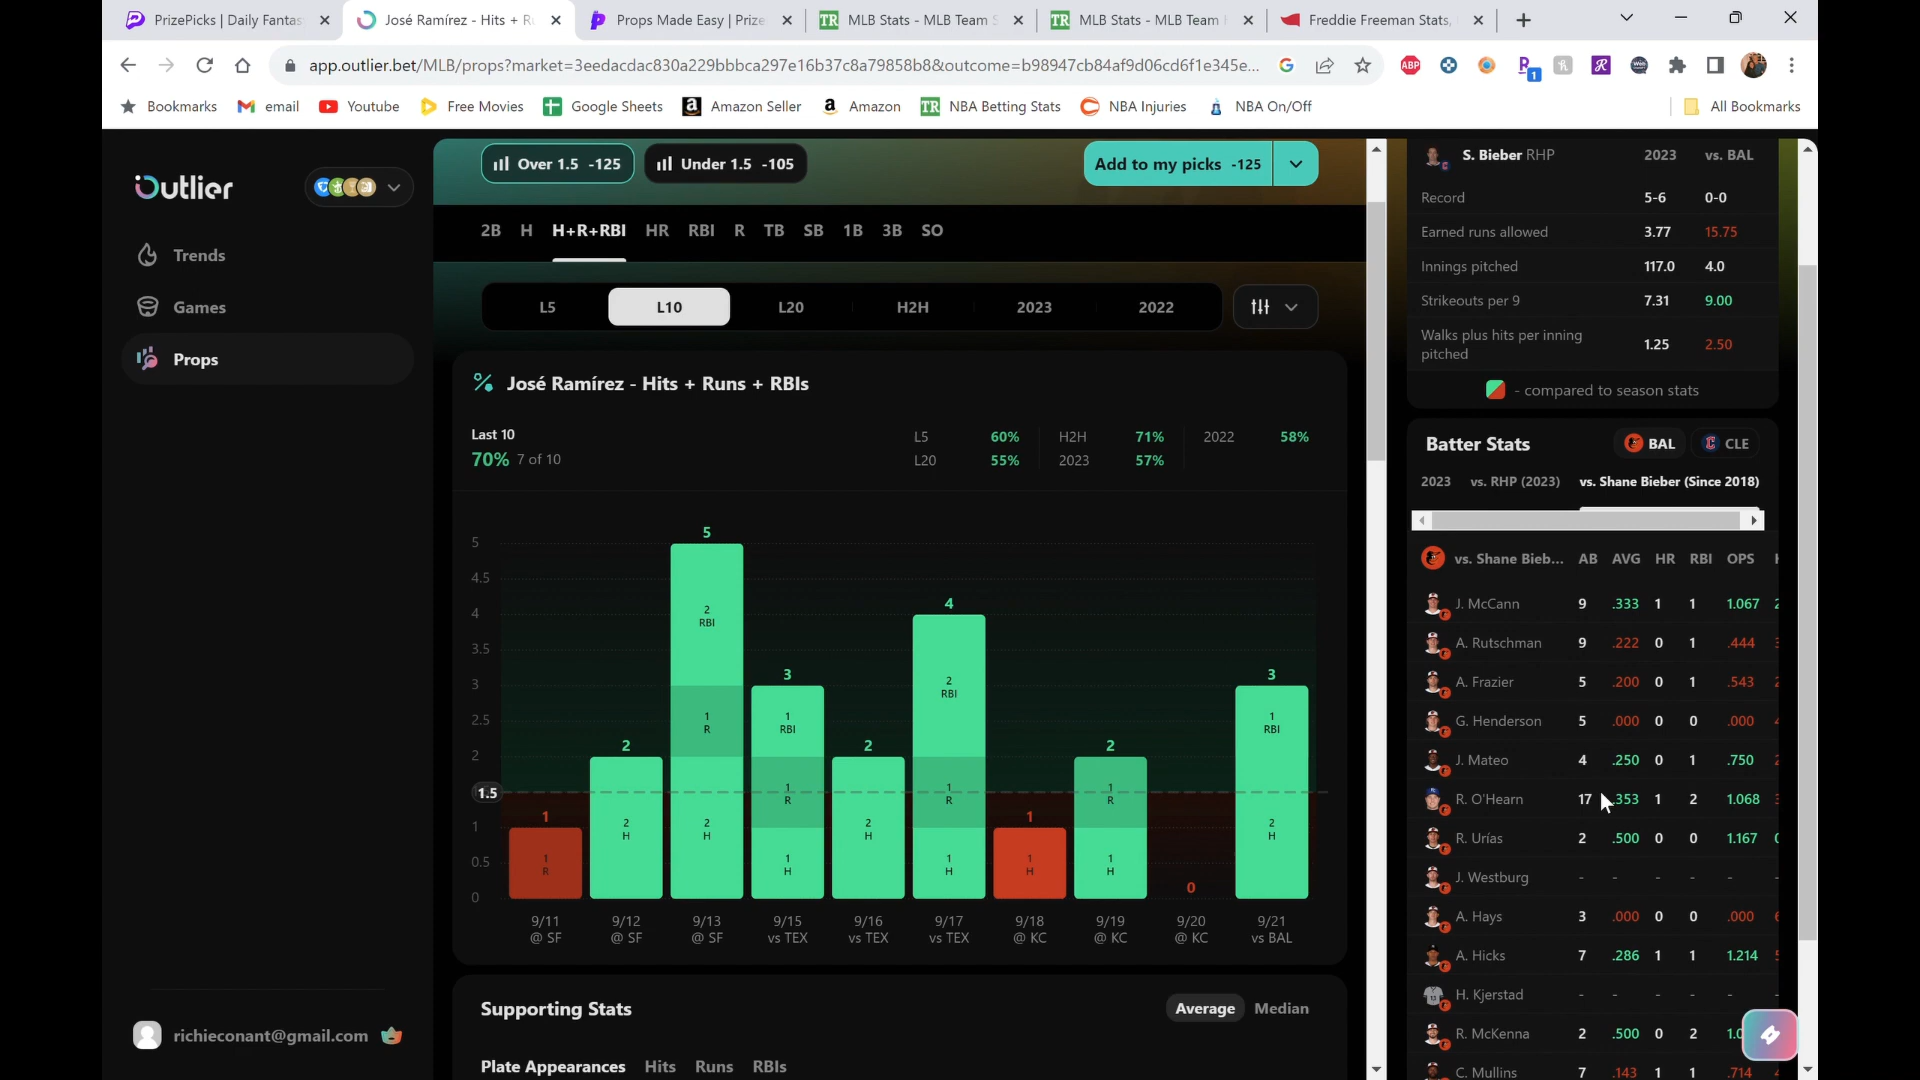 PrizePicks | Daily Fantas
José Ramírez - Hits + R
Props Made Easy | Prize
MLB Stats - MLB Team S
MLB Stats - MLB Team
Freddie Freeman Stats,
app.outlier.bet/MLB/props?market=3eedacdac830a229bbbca297e16b37c8a79858b8&outcome=b98947cb84af9d06cd6f1e345e...
ABP
1
Bookmarks
email
Youtube
Free Movies
Google Sheets
Amazon Seller
Amazon
NBA Betting Stats
NBA Injuries
NBA On/Off
All Bookmarks
Outlier
Trends
Games
Props
richieconant@gmail.com
Over 1.5 -125
Under 1.5 -105
Add to my picks -125
2B H H+R+RBI HR RBI R TB SB 1B 3B SO
L5 L10 L20 H2H 2023 2022
José Ramírez - Hits + Runs + RBIs
Last 10
70% 7 of 10
L5 60% H2H 71% 2022 58%
L20 55% 2023 57%
5
4.5
4
3.5
3
2.5
2
1.5
1
0.5
0
1
1
R
9/11
@ SF
2
2
H
9/12
@ SF
5
2
RBI
1
R
2
H
9/13
@ SF
3
1
RBI
1
R
1
H
9/15
vs TEX
2
2
H
9/16
vs TEX
4
2
RBI
1
R
1
H
9/17
vs TEX
1
1
H
9/18
@ KC
2
1
R
1
H
9/19
@ KC
0
9/20
@ KC
3
1
RBI
2
H
9/21
vs BAL
Supporting Stats
Average Median
Plate Appearances Hits Runs RBIs
S. Bieber RHP 2023 vs. BAL
Record 5-6 0-0
Earned runs allowed 3.77 15.75
Innings pitched 117.0 4.0
Strikeouts per 9 7.31 9.00
Walks plus hits per inning
pitched 1.25 2.50
- compared to season stats
Batter Stats BAL CLE
2023 vs. RHP (2023) vs. Shane Bieber (Since 2018)
vs. Shane Bieb... AB AVG HR RBI OPS
J. McCann 9 .333 1 1 1.067
A. Rutschman 9 .222 0 1 .444
A. Frazier 5 .200 0 1 .543
G. Henderson 5 .000 0 0 .000
J. Mateo 4 .250 0 1 .750
R. O'Hearn 17 .353 1 2 1.068
R. Urías 2 .500 0 0 1.167
J. Westburg - - - - -
A. Hays 3 .000 0 0 .000
A. Hicks 7 .286 1 1 1.214
H. Kjerstad - - - - -
R. McKenna 2 .500 0 2 1.0
C. Mullins 7 .143 1 1 .714